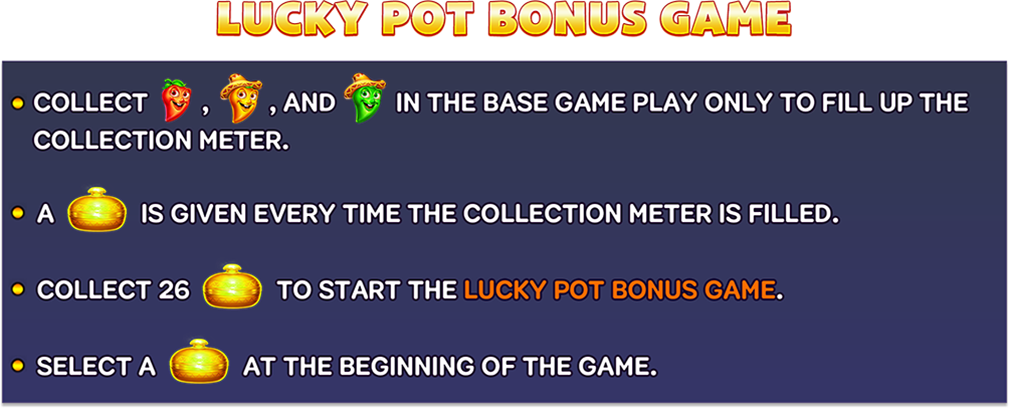 LUCKY POT BONUS GAME
COLLECT , , AND IN THE BASE GAME PLAY ONLY TO FILL UP THE
COLLECTION METER.
A IS GIVEN EVERY TIME THE COLLECTION METER IS FILLED.
COLLECT 26 TO START THE LUCKY POT BONUS GAME.
SELECT A AT THE BEGINNING OF THE GAME.